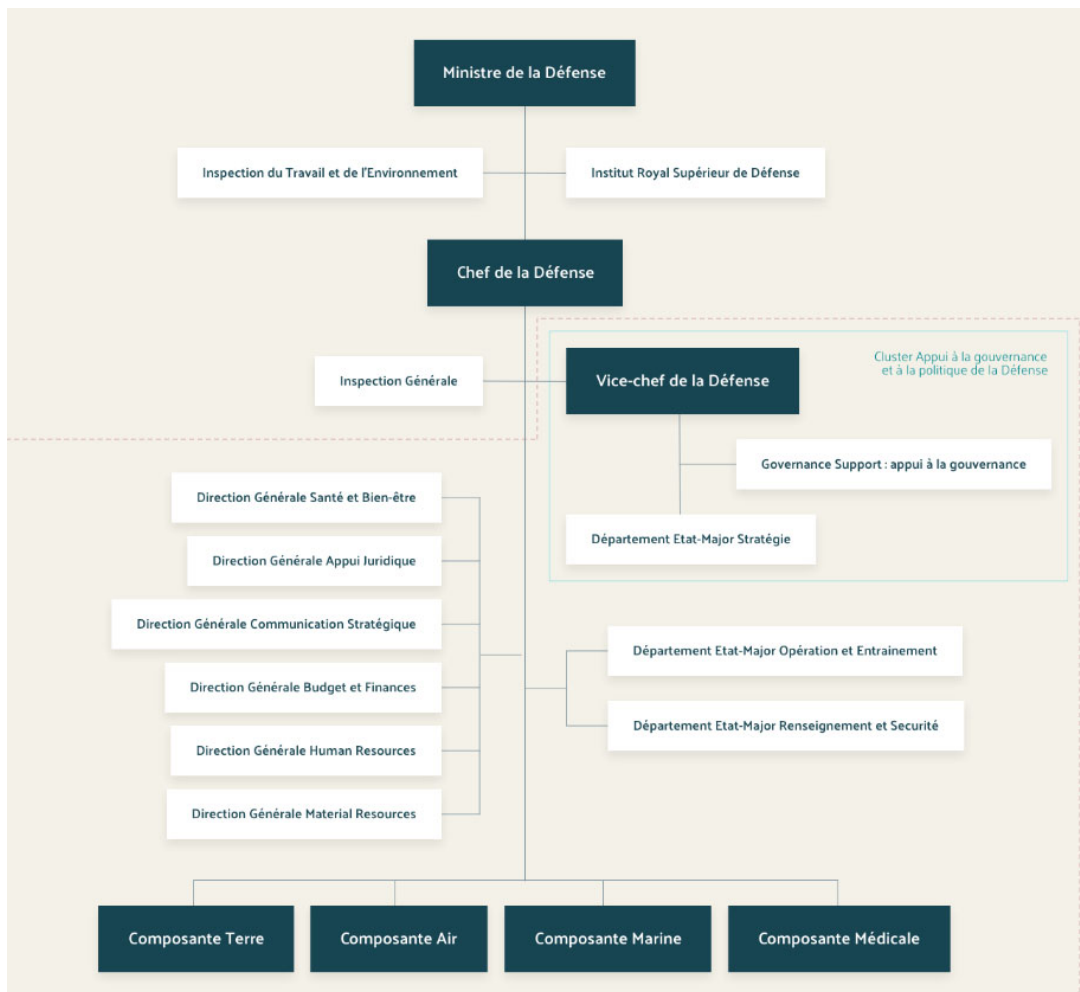 Ministre de la Défense
Inspection du Travail et de l'Environnement
Institut Royal Supérieur de Défense
Chef de la Défense
Inspection Générale
Vice-chef de la Défense
Cluster Appui à la gouvernance
et à la politique de la Défense
Governance Support : appui à la gouvernance
Département Etat-Major Stratégie
Direction Générale Santé et Bien-être
Direction Générale Appui Juridique
Direction Générale Communication Stratégique
Direction Générale Budget et Finances
Direction Générale Human Resources
Direction Générale Material Resources
Département Etat-Major Opération et Entrainement
Département Etat-Major Renseignement et Securité
Composante Terre
Composante Air
Composante Marine
Composante Médicale